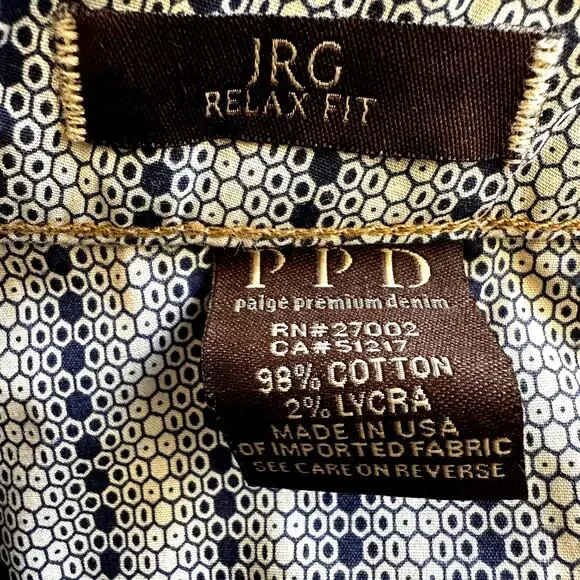 JRG
RELAX FIT
PPD
paige premium denim
RN#27002
CA#51217
98% COTTON
2% LYCRA
MADE IN USA
OF IMPORTED FABRIC
SEE CARE ON REVERSE